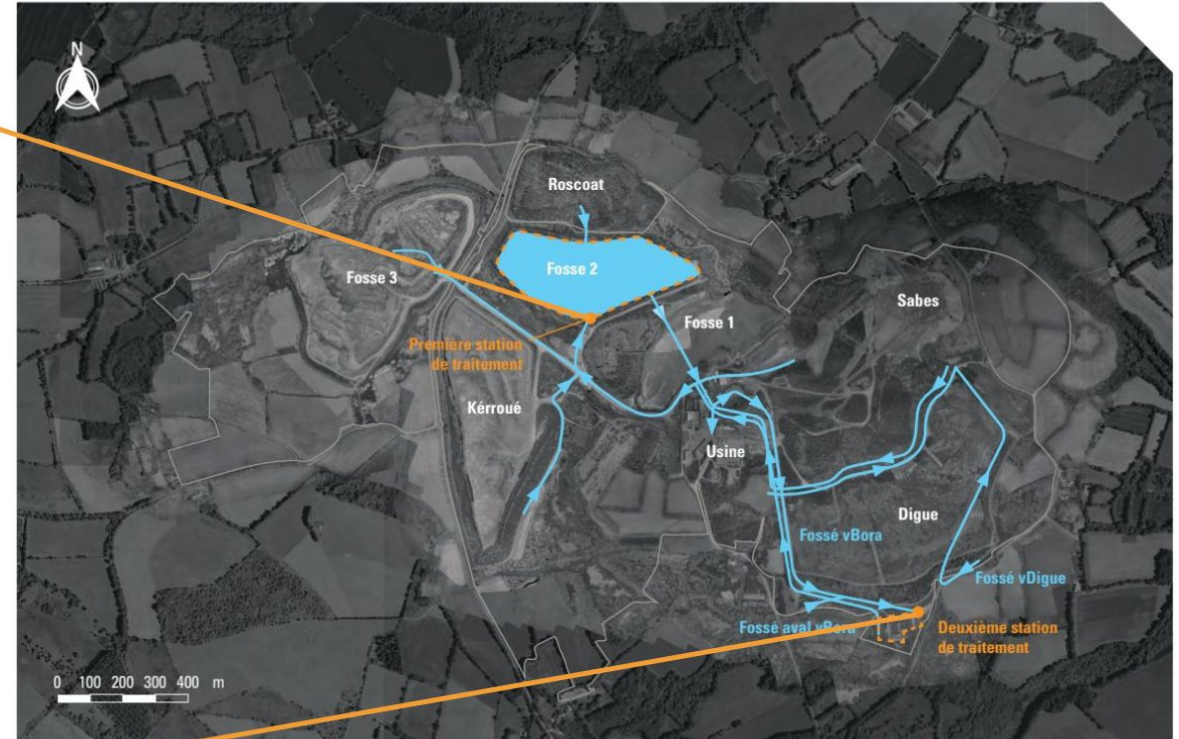 N
Roscoat
Fosse 2
Fosse 3
Sabes
Fosse 1
Première station
de traitement
Kérroué
Usine
Digue
Fossé vBora
Fossé vDigue
Fossé aval vBora
Deuxième station
de traitement
0 100 200 300 400 m